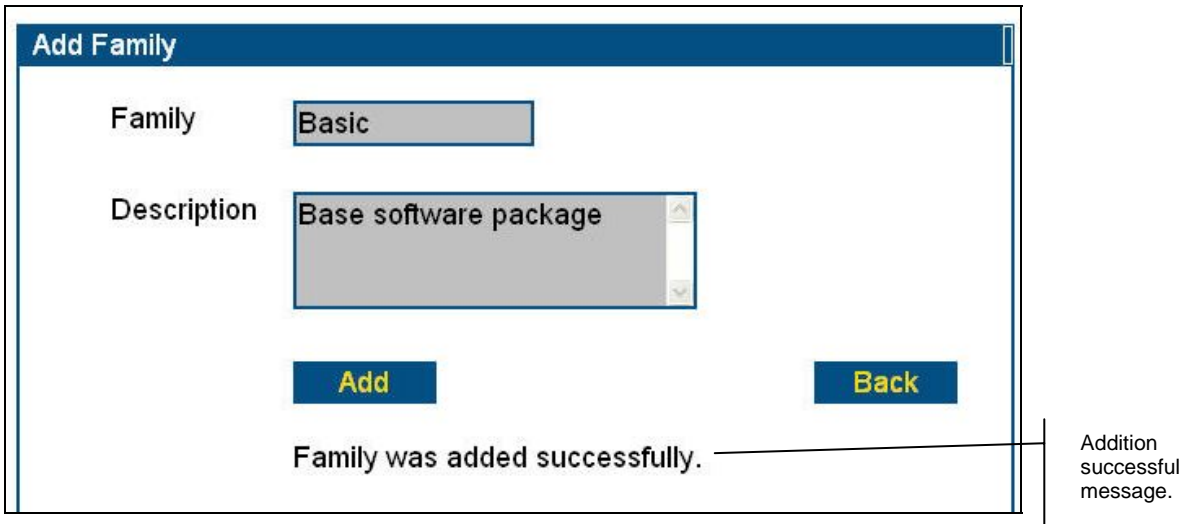 Add Family
Family
Basic
Description
Base software package
Add
Back
Family was added successfully.
Addition
successful
message.